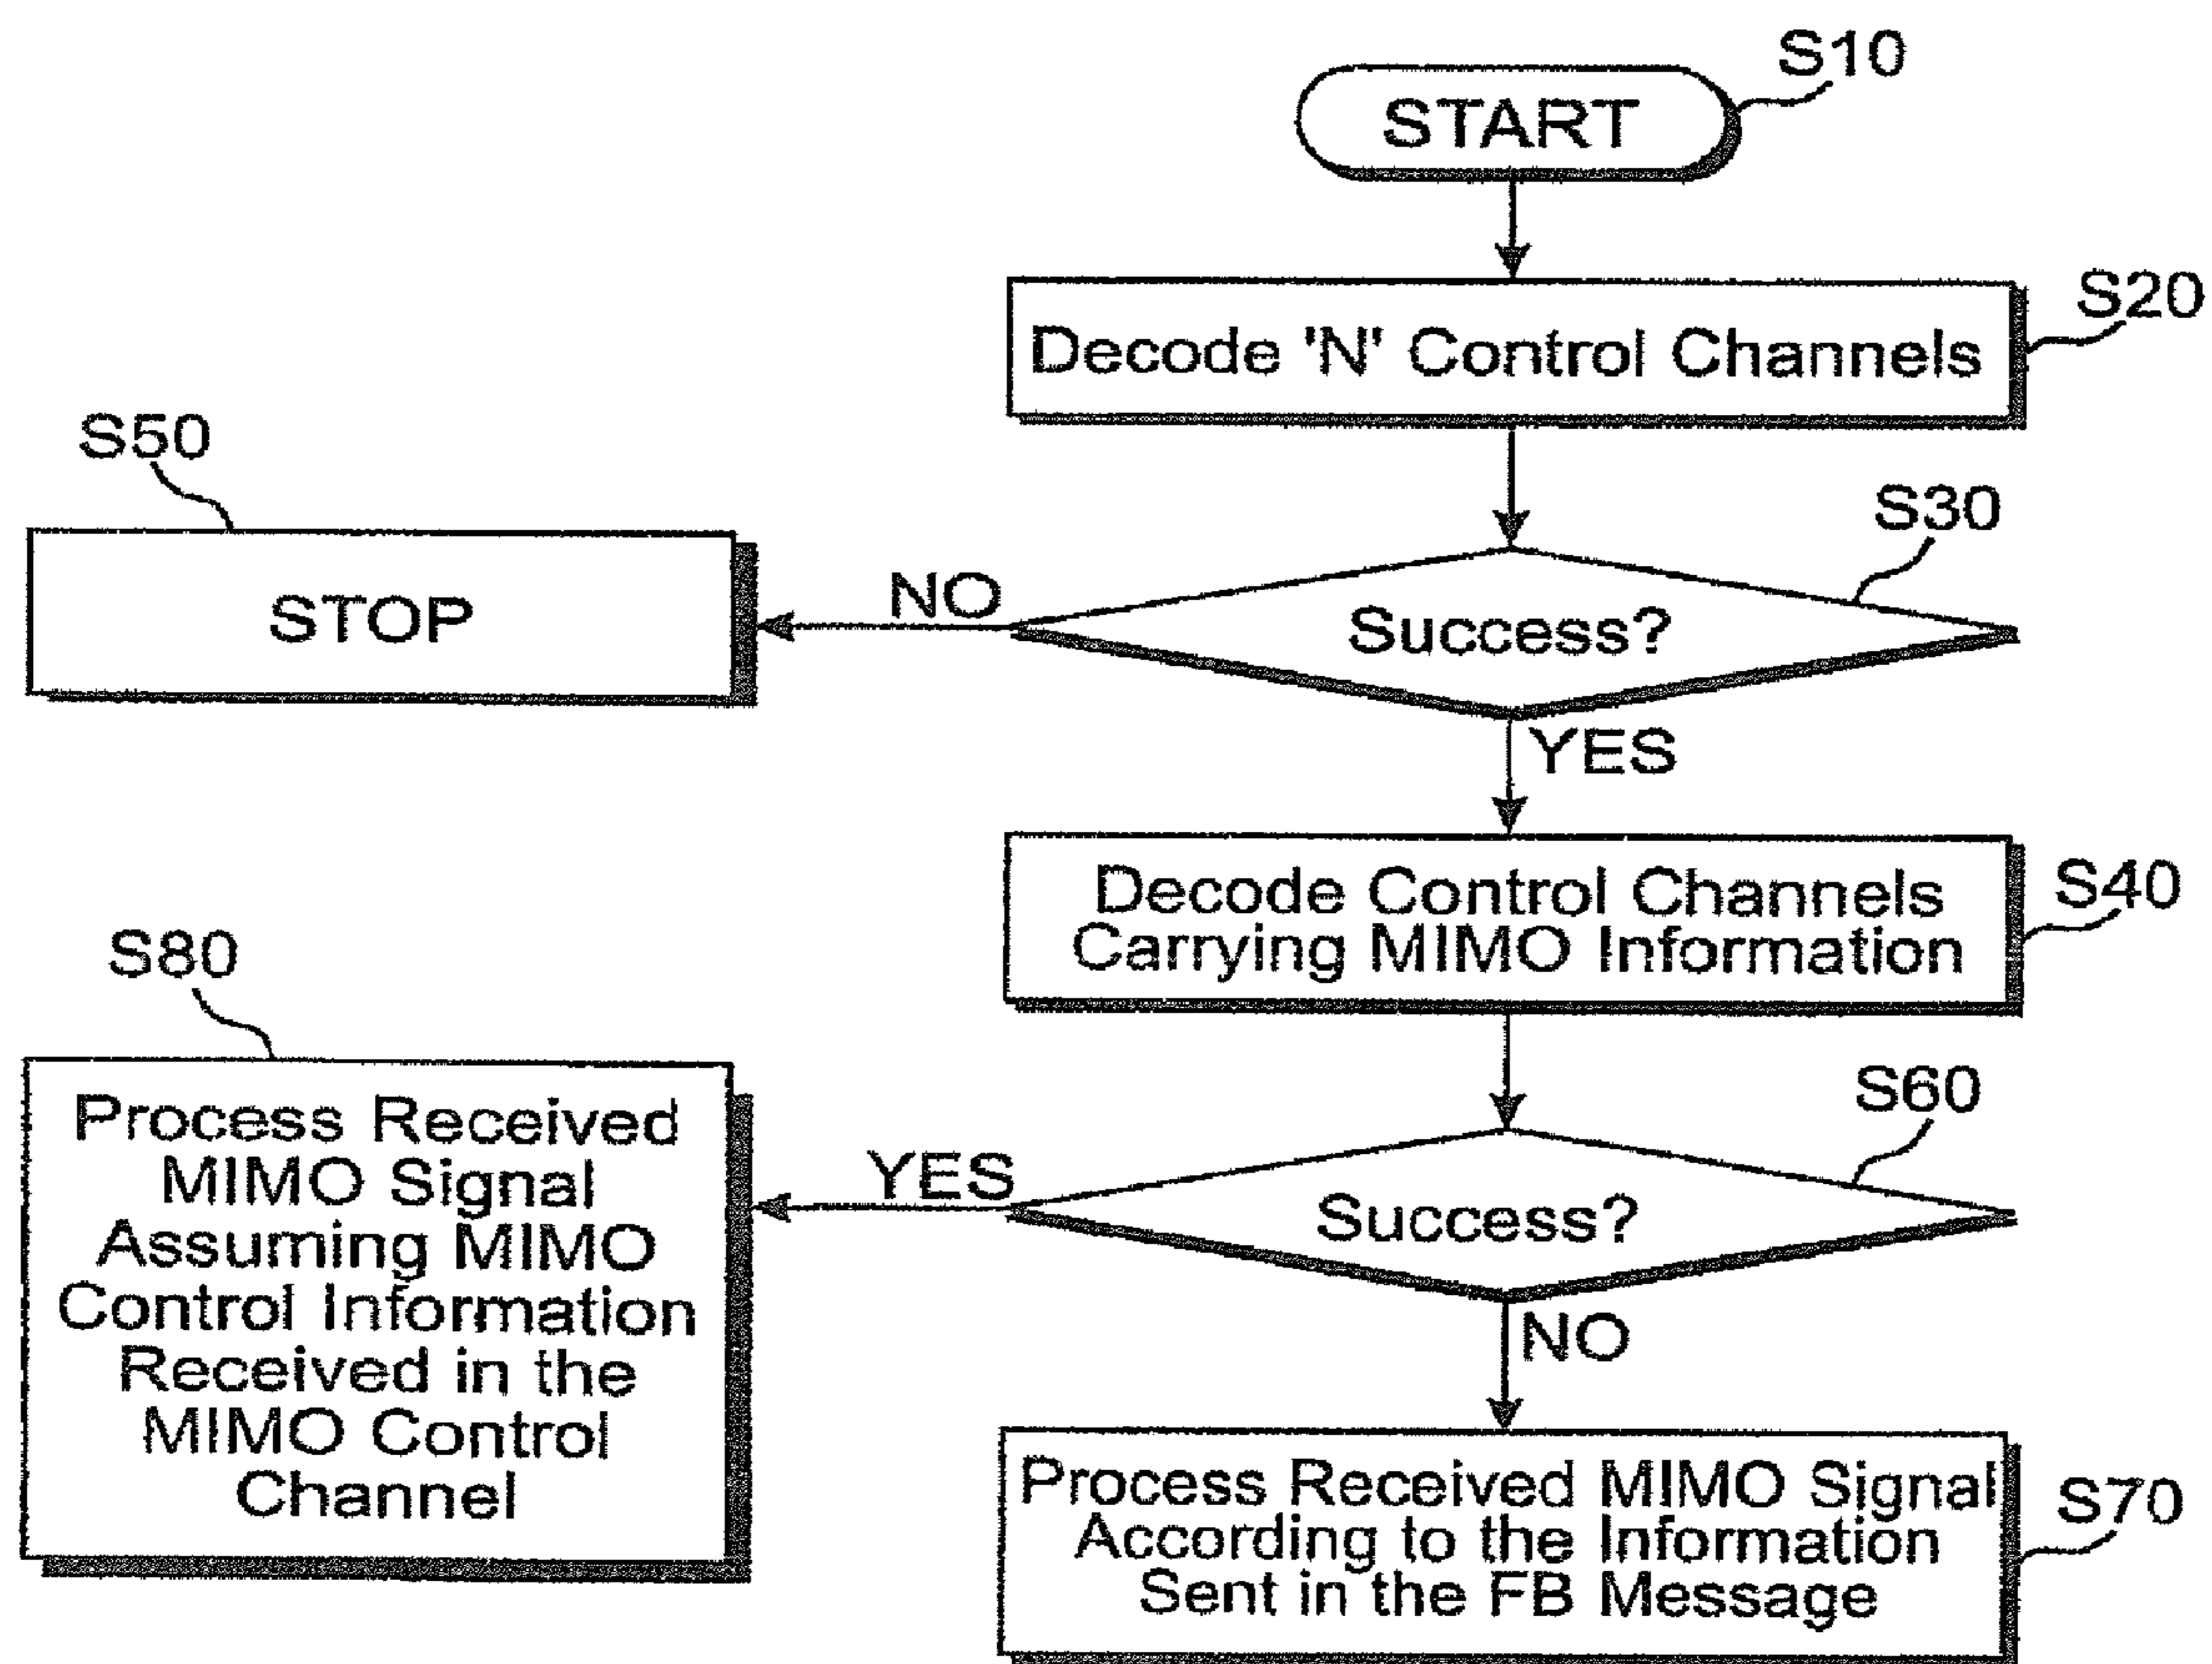 S10
START
S20
Decode 'N' Control Channels
S50
S30
STOP
NO
Success?
YES
S40
Decode Control Channels
Carrying MIMO Information
S80
S60
Process Received
MIMO Signal
Assuming MIMO
Control Information
Received in the
MIMO Control
Channel
YES
Success?
NO
S70
Process Received MIMO Signal
According to the Information
Sent in the FB Message